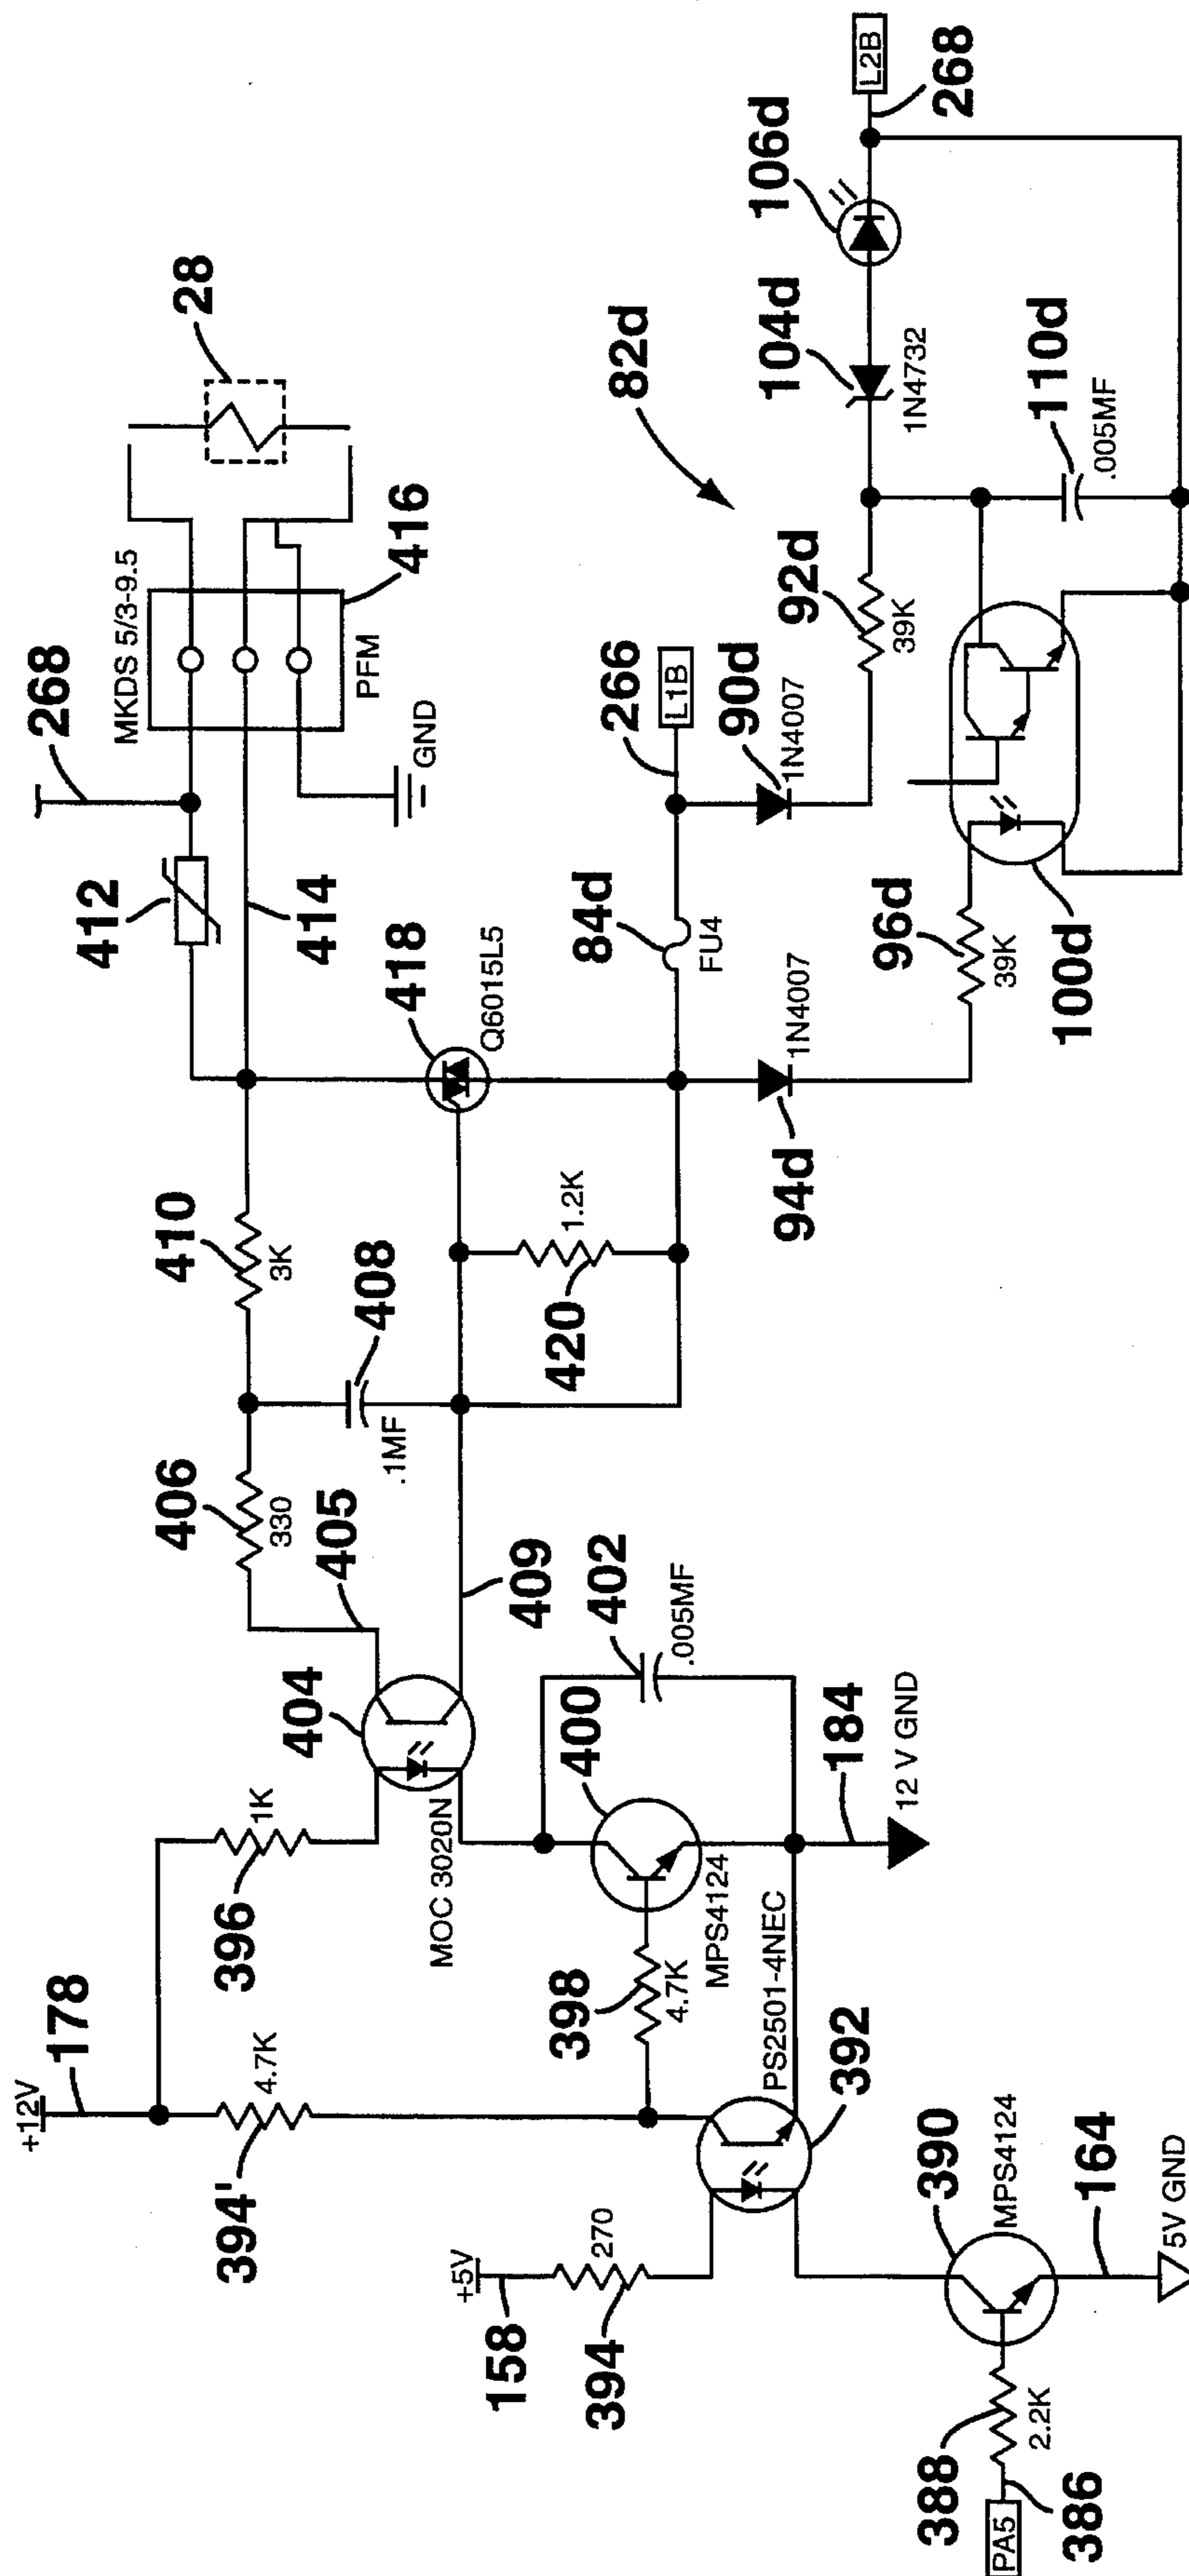 +12V
178
394'
4.7K
396
1K
404
MOC 3020N
405
406
330
410
3K
408
.1MF
409
412
268
414
MKDS 5/3-9.5
PFM
416
28
GND
418
Q6015L5
420
1.2K
266
L1B
84d
FU4
90d
1N4007
94d
1N4007
82d
92d
39K
96d
39K
100d
104d
1N4732
106d
110d
.005MF
L2B
268
398
4.7K
400
MPS4124
402
.005MF
184
12 V GND
PS2501-4NEC
392
+5V
158
394
270
390
MPS4124
164
5V GND
388
2.2K
386
PA5